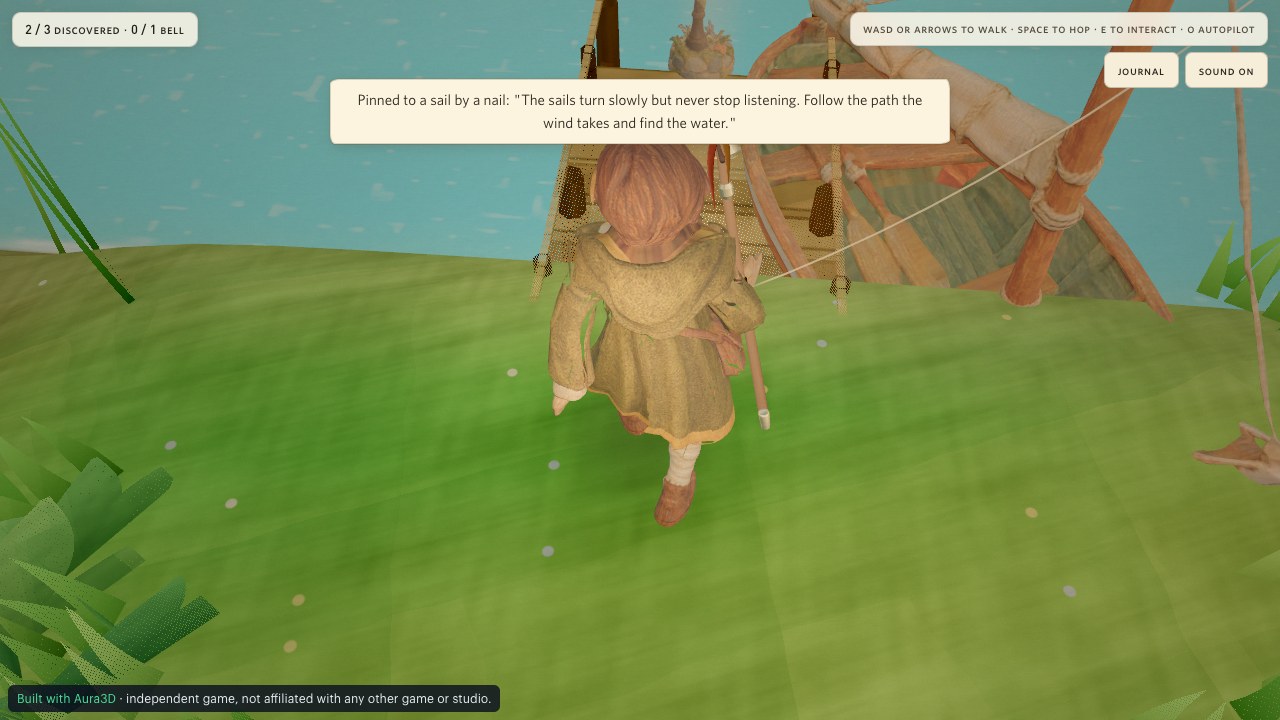 2 / 3 DISCOVERED · 0 / 1 BELL
WASD OR ARROWS TO WALK · SPACE TO HOP · E TO INTERACT · O AUTOPILOT
JOURNAL
SOUND ON
Pinned to a sail by a nail: "The sails turn slowly but never stop listening. Follow the path the
wind takes and find the water."
Built with Aura3D · independent game, not affiliated with any other game or studio.